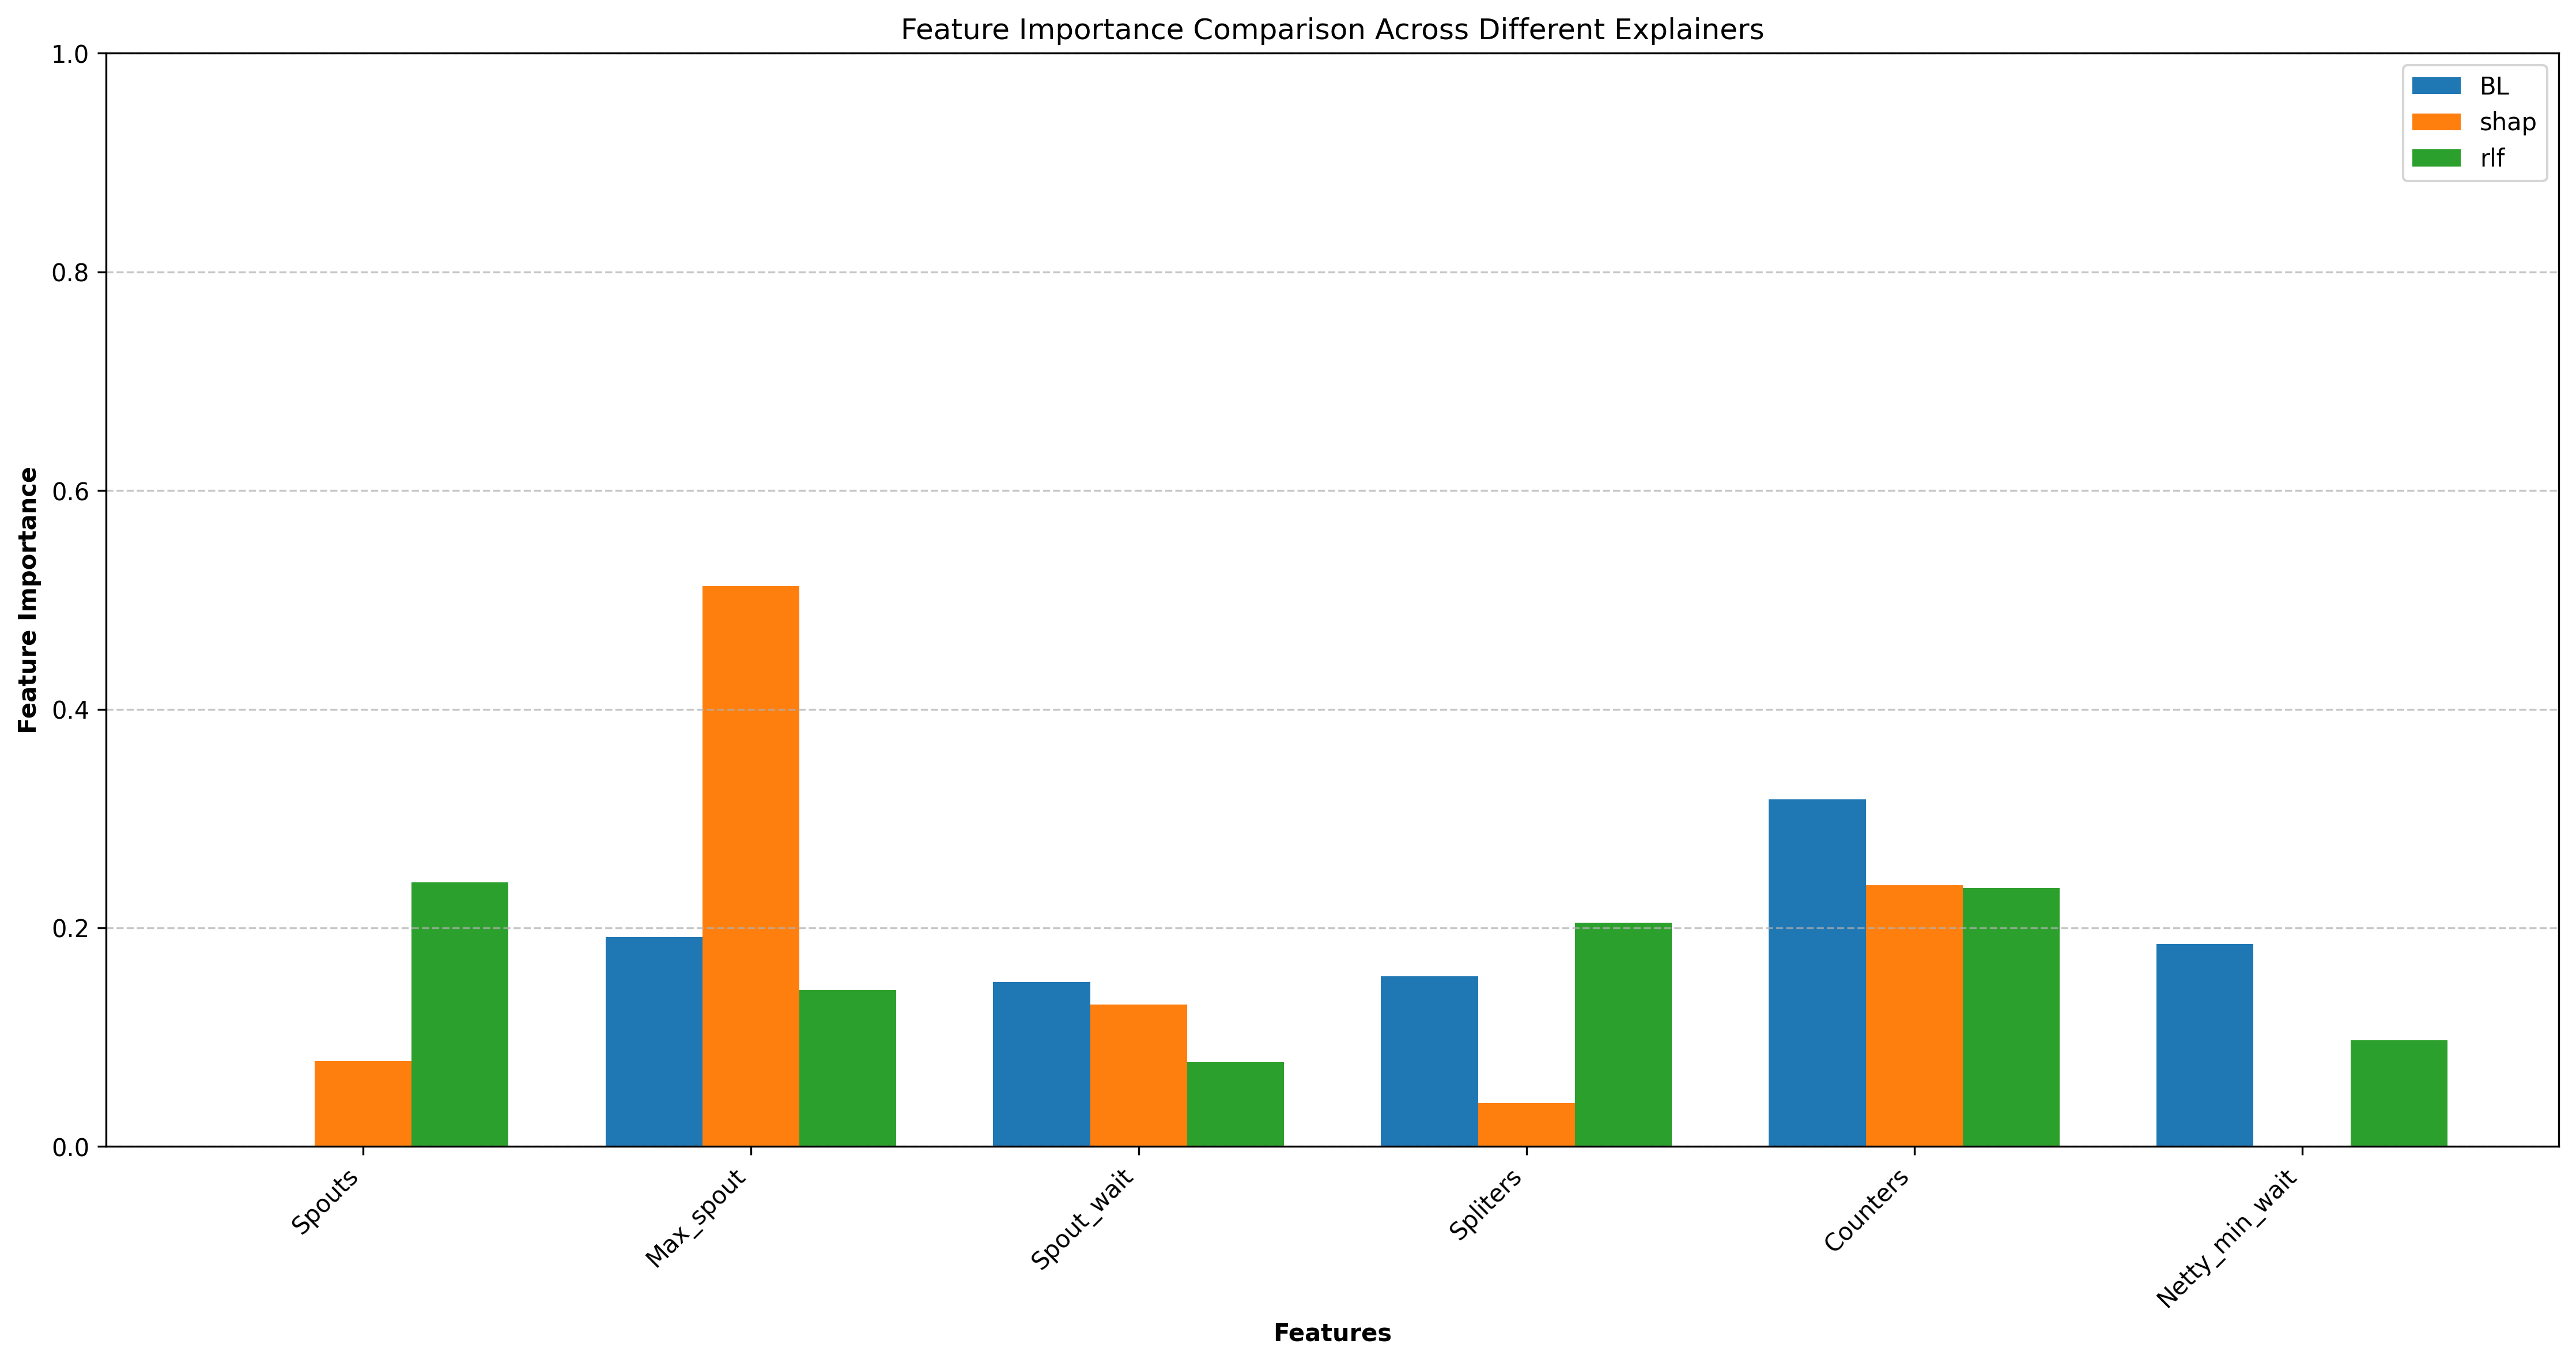 Feature Importance Comparison Across Different Explainers
1.0
0.8
0.6
0.4
0.2
0.0
Feature Importance
BL
shap
rlf
Spouts
Max_spout
Spout_wait
Spliters
Counters
Netty_min_wait
Features